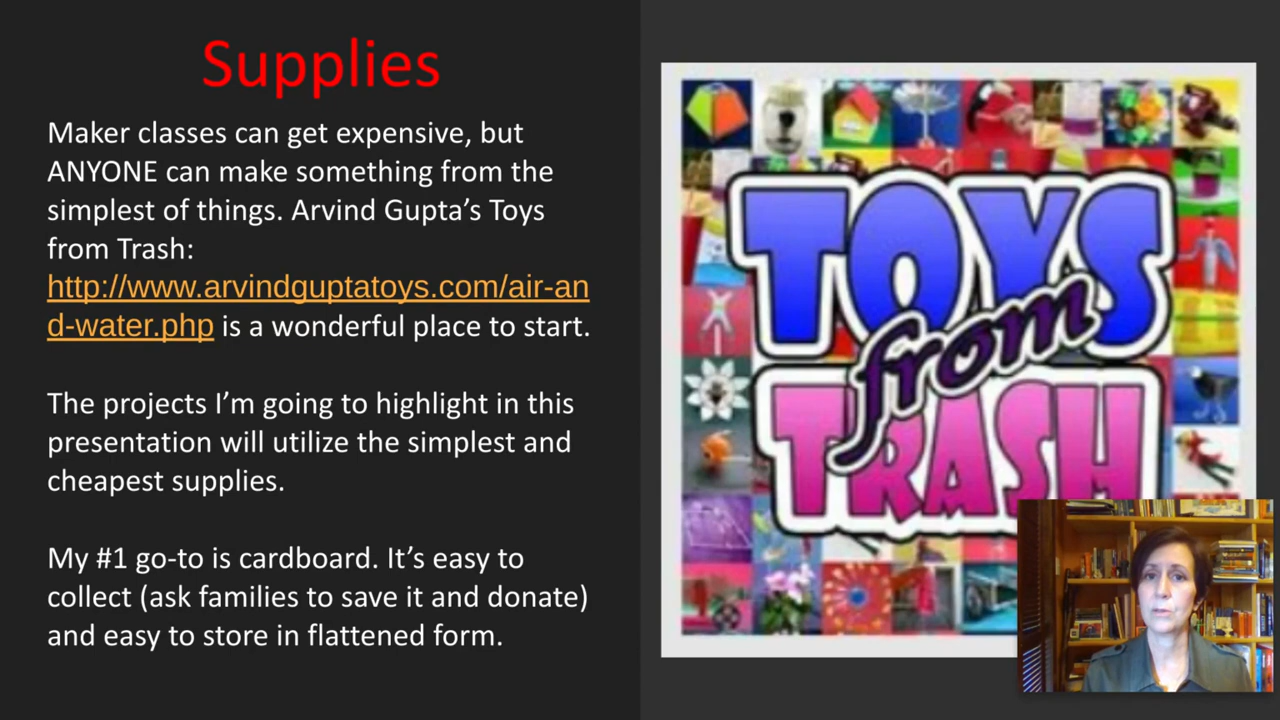 Supplies
Maker classes can get expensive, but
ANYONE can make something from the
simplest of things. Arvind Gupta’s Toys
from Trash:
http://www.arvindguptatoys.com/air-an
d-water.php is a wonderful place to start.
The projects I’m going to highlight in this
presentation will utilize the simplest and
cheapest supplies.
My #1 go-to is cardboard. It’s easy to
collect (ask families to save it and donate)
and easy to store in flattened form.
TOYS
from
TRASH